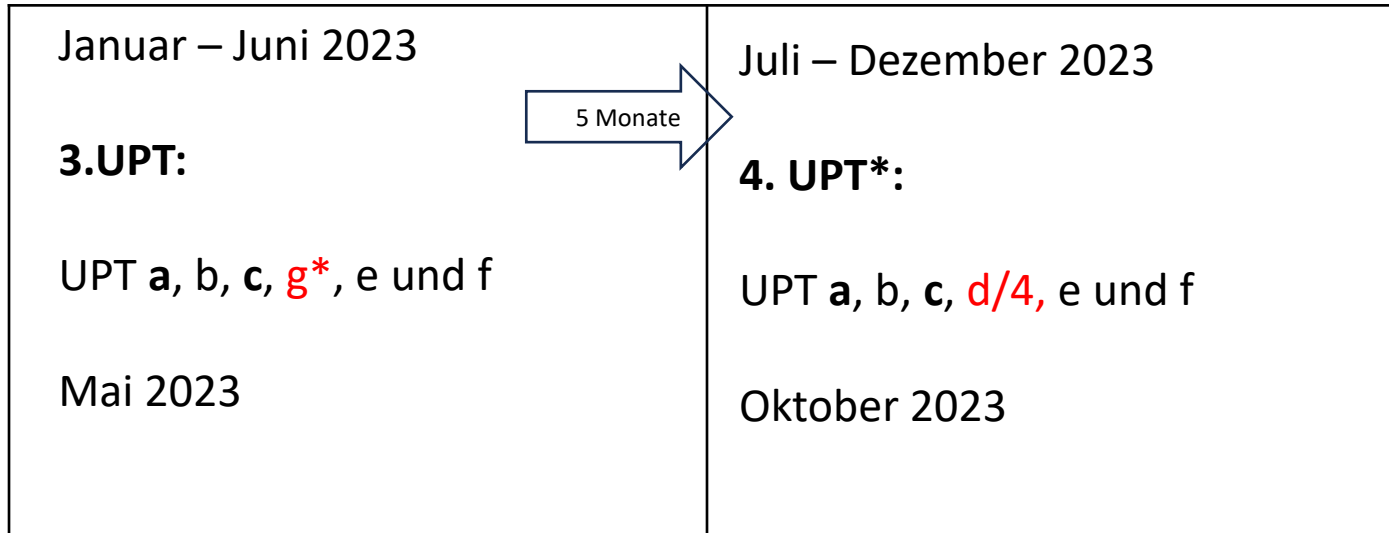 Januar – Juni 2023
3.UPT:
UPT a, b, c, g*, e und f
Mai 2023
5 Monate
Juli – Dezember 2023
4. UPT*:
UPT a, b, c, d/4, e und f
Oktober 2023